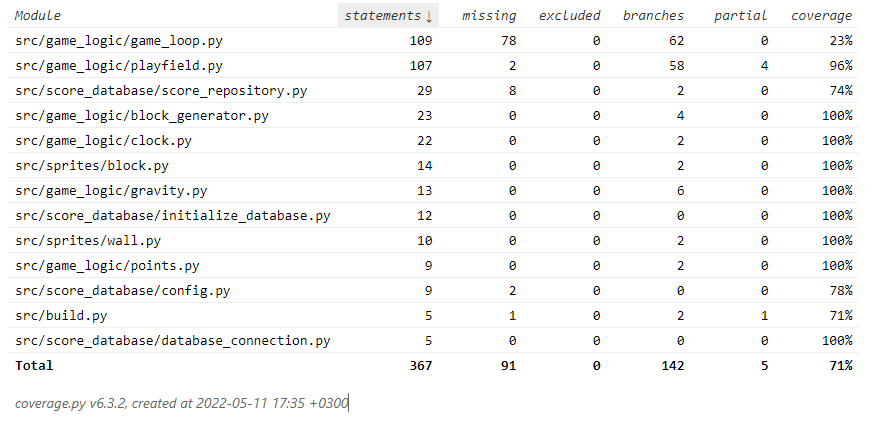 Module statements ↓ missing excluded branches partial coverage
src/game_logic/game_loop.py 109 78 0 62 0 23%
src/game_logic/playfield.py 107 2 0 58 4 96%
src/score_database/score_repository.py 29 8 0 2 0 74%
src/game_logic/block_generator.py 23 0 0 4 0 100%
src/game_logic/clock.py 22 0 0 2 0 100%
src/sprites/block.py 14 0 0 2 0 100%
src/game_logic/gravity.py 13 0 0 6 0 100%
src/score_database/initialize_database.py 12 0 0 0 0 100%
src/sprites/wall.py 10 0 0 2 0 100%
src/game_logic/points.py 9 0 0 2 0 100%
src/score_database/config.py 9 2 0 0 0 78%
src/build.py 5 1 0 2 1 71%
src/score_database/database_connection.py 5 0 0 0 0 100%
Total 367 91 0 142 5 71%
coverage.py v6.3.2, created at 2022-05-11 17:35 +0300